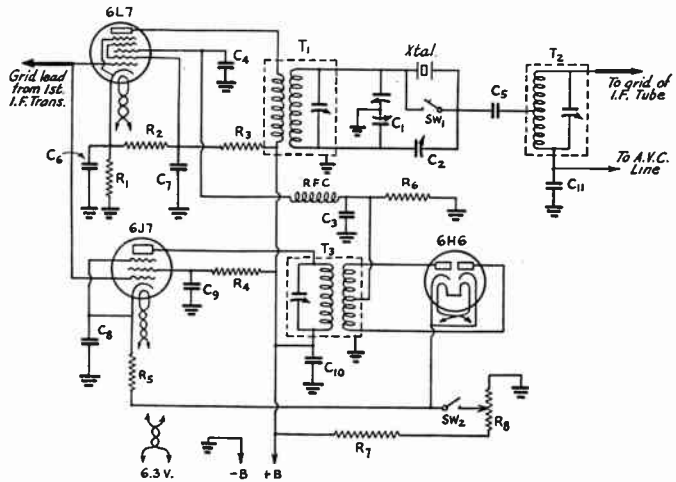 6L7
Grid lead
from 1st.
I.F. Trans.
C4
T1
Xtal.
SW1
C1
C2
C5
T2
To grid of
I.F. Tube
To A.V.C.
Line
C11
C6
R2
R3
R1
C7
RFC
R6
C3
6J7
T3
6H6
C9
R4
C8
C10
R5
SW2
R8
R7
6.3 V.
-B
+B